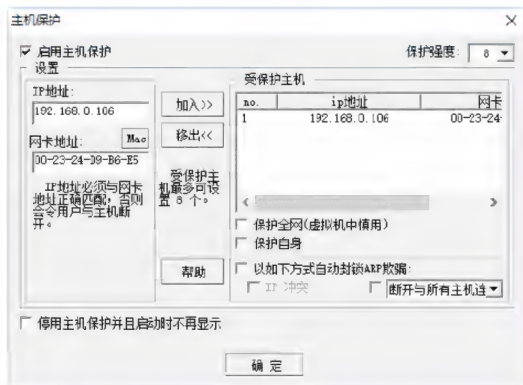 主机保护
启用主机保护
保护强度: 8
设置
IP地址:
192.168.0.106
网卡地址: Mac
00-23-24-09-B6-E5
IP地址必须与网卡
地址正确匹配，否则
会令用户与主机断
开。
加入>>
移出<<
受保护主
机最多可设
置 6 个。
帮助
受保护主机
no. ip地址 网卡
1 192.168.0.106 00-23-24-
保护全网(虚拟机中慎用)
保护自身
以如下方式自动封锁ARP欺骗:
IP 冲突 断开与所有主机连
停用主机保护并且启动时不再显示
确 定